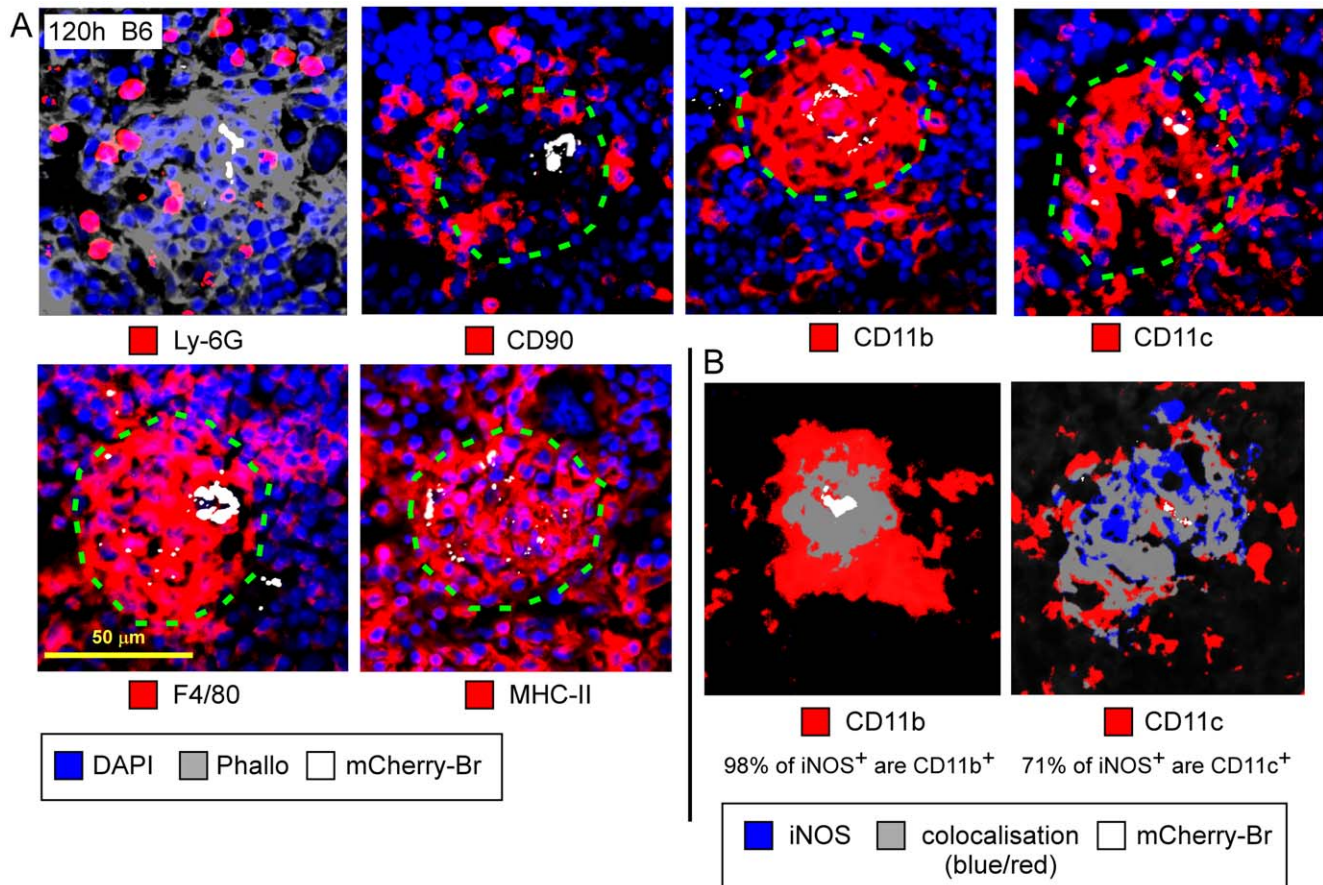 A
120h B6
Ly-6G
CD90
CD11b
CD11c
50 μm
F4/80
MHC-II
DAPI Phallo mCherry-Br
B
CD11b
CD11c
98% of iNOS+ are CD11b+
71% of iNOS+ are CD11c+
iNOS colocalisation mCherry-Br
(blue/red)